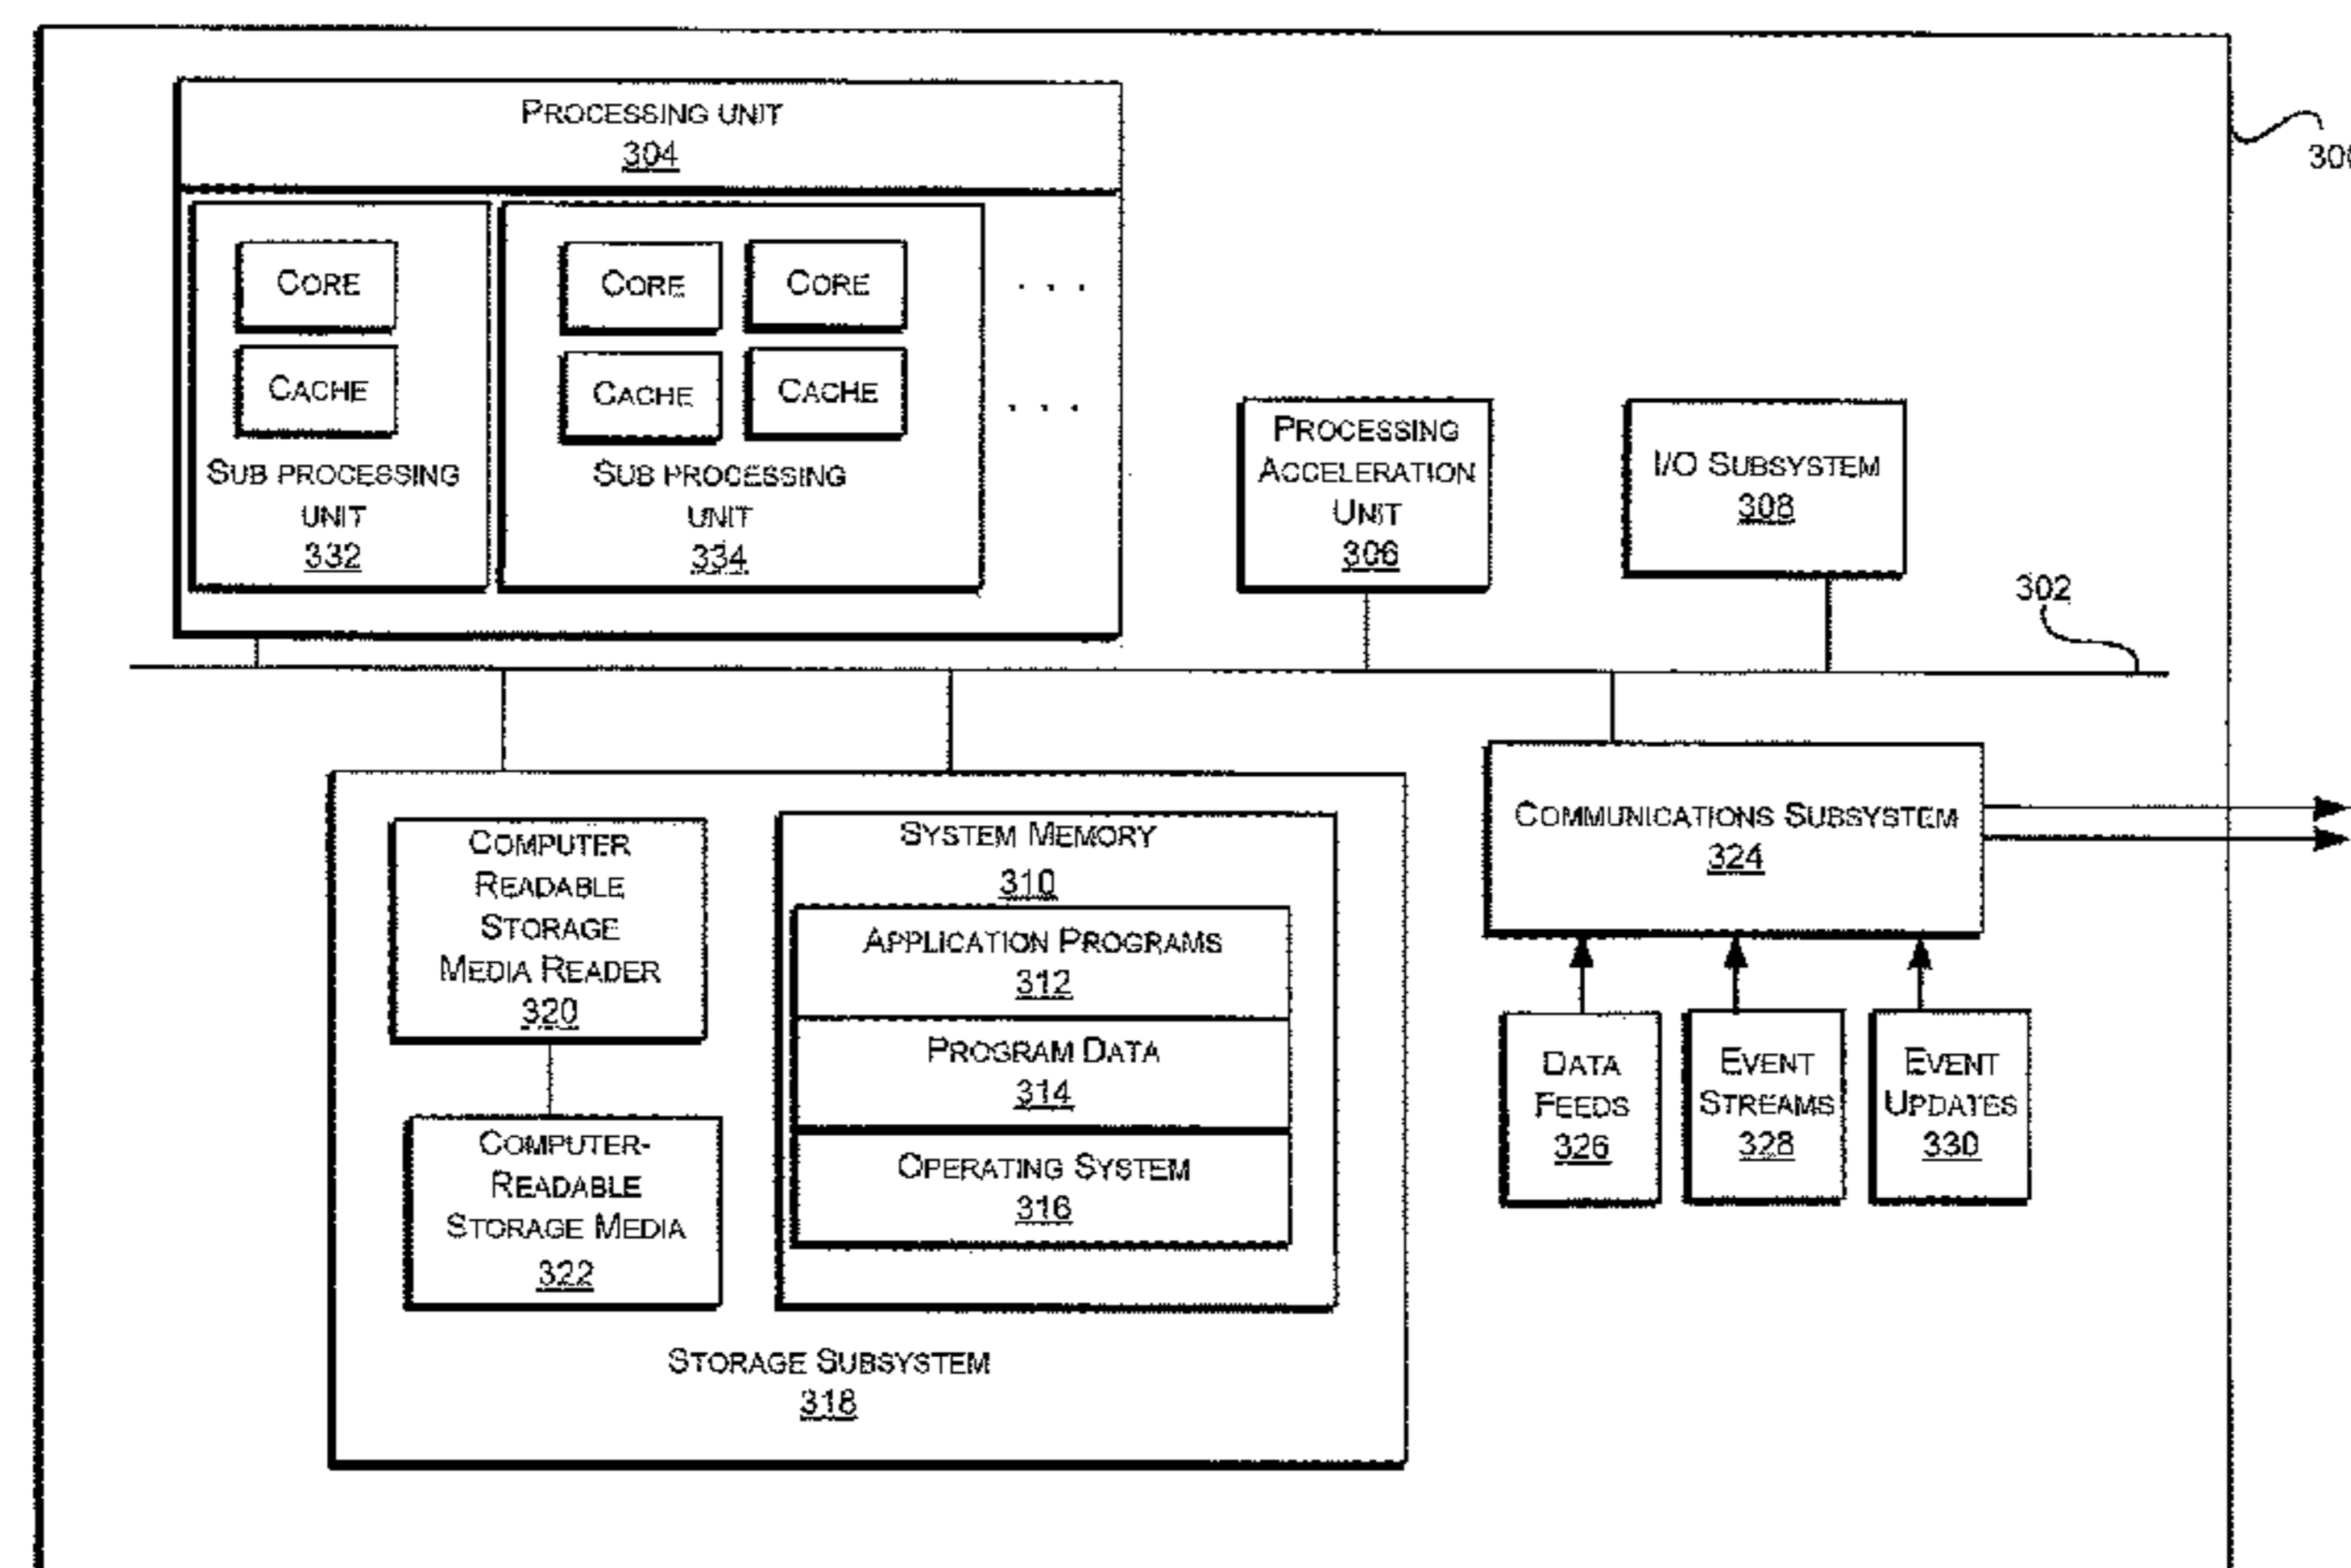 PROCESSING UNIT
304
CORE
CACHE
SUB PROCESSING
UNIT
332
CORE
CORE
CACHE
CACHE
SUB PROCESSING
UNIT
334
. . .
. . .
PROCESSING
ACCELERATION
UNIT
306
I/O SUBSYSTEM
308
302
COMPUTER
READABLE
STORAGE
MEDIA READER
320
COMPUTER-
READABLE
STORAGE MEDIA
322
SYSTEM MEMORY
310
APPLICATION PROGRAMS
312
PROGRAM DATA
314
OPERATING SYSTEM
316
STORAGE SUBSYSTEM
318
COMMUNICATIONS SUBSYSTEM
324
DATA
FEEDS
326
EVENT
STREAMS
328
EVENT
UPDATES
330